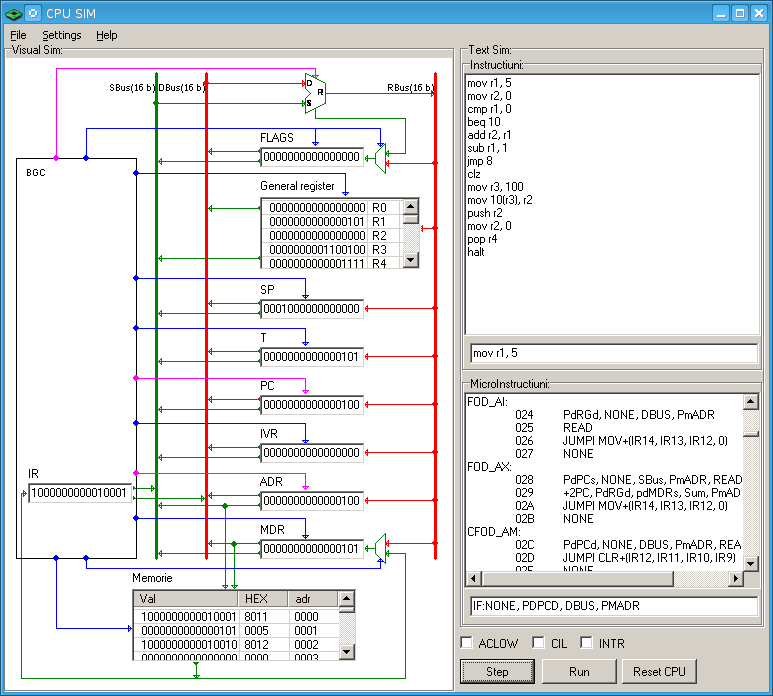 CPU SIM
File Settings Help
Visual Sim:
SBus(16 b) DBus(16 b)
D
R
S
RBus(16 b)
FLAGS
0000000000000000
BGC
General register
0000000000000000 R0
0000000000000101 R1
0000000000000000 R2
0000000001100100 R3
0000000000001111 R4
SP
0001000000000000
T
0000000000000101
PC
0000000000000100
IVR
0000000000000000
IR
1000000000010001
ADR
0000000000000100
MDR
0000000000000101
Memorie
Val HEX adr
1000000000010001 8011 0000
0000000000000101 0005 0001
1000000000010010 8012 0002
0000000000000000 0000 0003
Text Sim:
Instructiuni:
mov r1, 5
mov r2, 0
cmp r1, 0
beq 10
add r2, r1
sub r1, 1
jmp 8
clz
mov r3, 100
mov 10(r3), r2
push r2
mov r2, 0
pop r4
halt
mov r1, 5
MicroInstructiuni:
FOD_AI:
024 PdRGd, NONE, DBUS, PmADR
025 READ
026 JUMPI MOV+(IR14, IR13, IR12, 0)
027 NONE
FOD_AX:
028 PdPCs, NONE, SBus, PmADR, READ
029 +2PC, PdRGd, pdMDRs, Sum, PmAD
02A JUMPI MOV+(IR14, IR13, IR12, 0)
02B NONE
CFOD_AM:
02C PdPCd, NONE, DBUS, PmADR, REA
02D JUMPI CLR+(IR12, IR11, IR10, IR9)
02E NONE
IF:NONE, PDPCD, DBUS, PMADR
ACLOW CIL INTR
Step Run Reset CPU